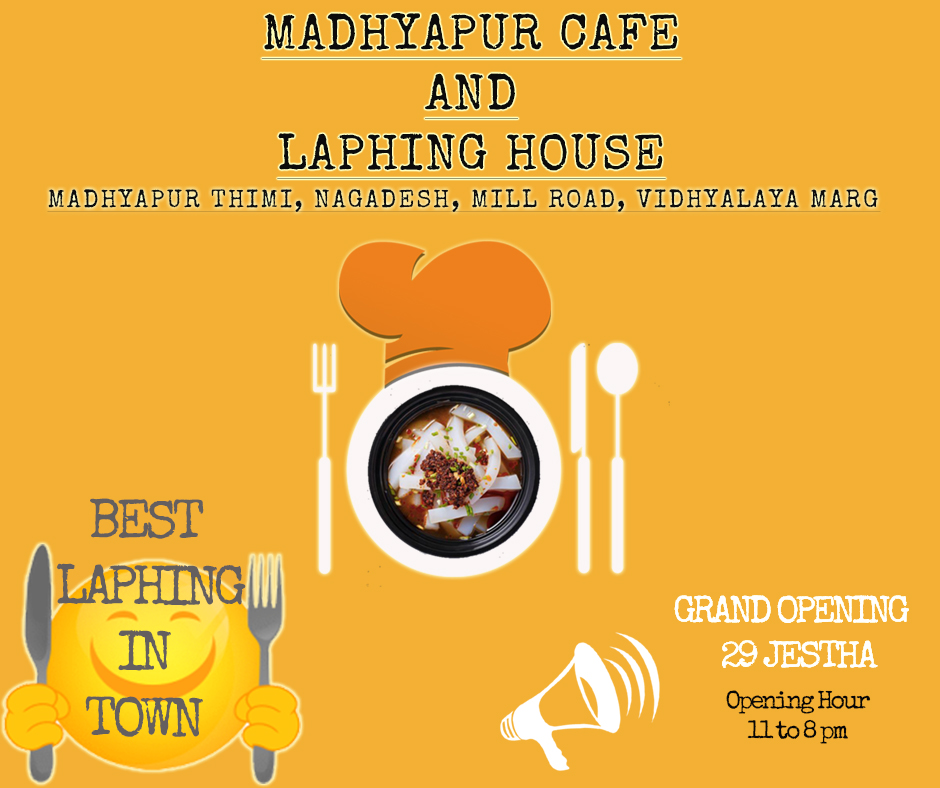 MADHYAPUR CAFE
AND
LAPHING HOUSE
MADHYAPUR THIMI, NAGADESH, MILL ROAD, VIDHYALAYA MARG
BEST
LAPHING
IN
TOWN
GRAND OPENING
29 JESTHA
Opening Hour
11 to 8 pm